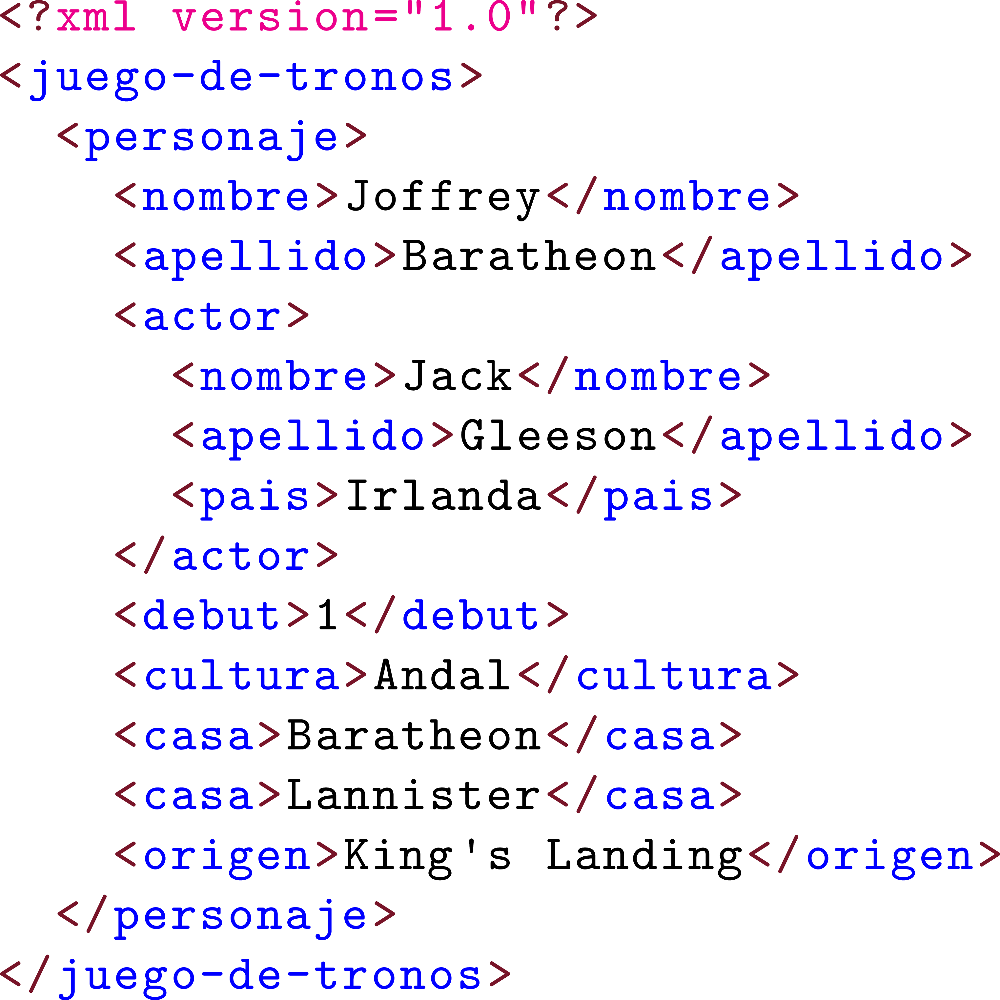 <?xml version="1.0"?>
<juego-de-tronos>
  <personaje>
    <nombre>Joffrey</nombre>
    <apellido>Baratheon</apellido>
    <actor>
      <nombre>Jack</nombre>
      <apellido>Gleeson</apellido>
      <pais>Irlanda</pais>
    </actor>
    <debut>1</debut>
    <cultura>Andal</cultura>
    <casa>Baratheon</casa>
    <casa>Lannister</casa>
    <origen>King's Landing</origen>
  </personaje>
</juego-de-tronos>